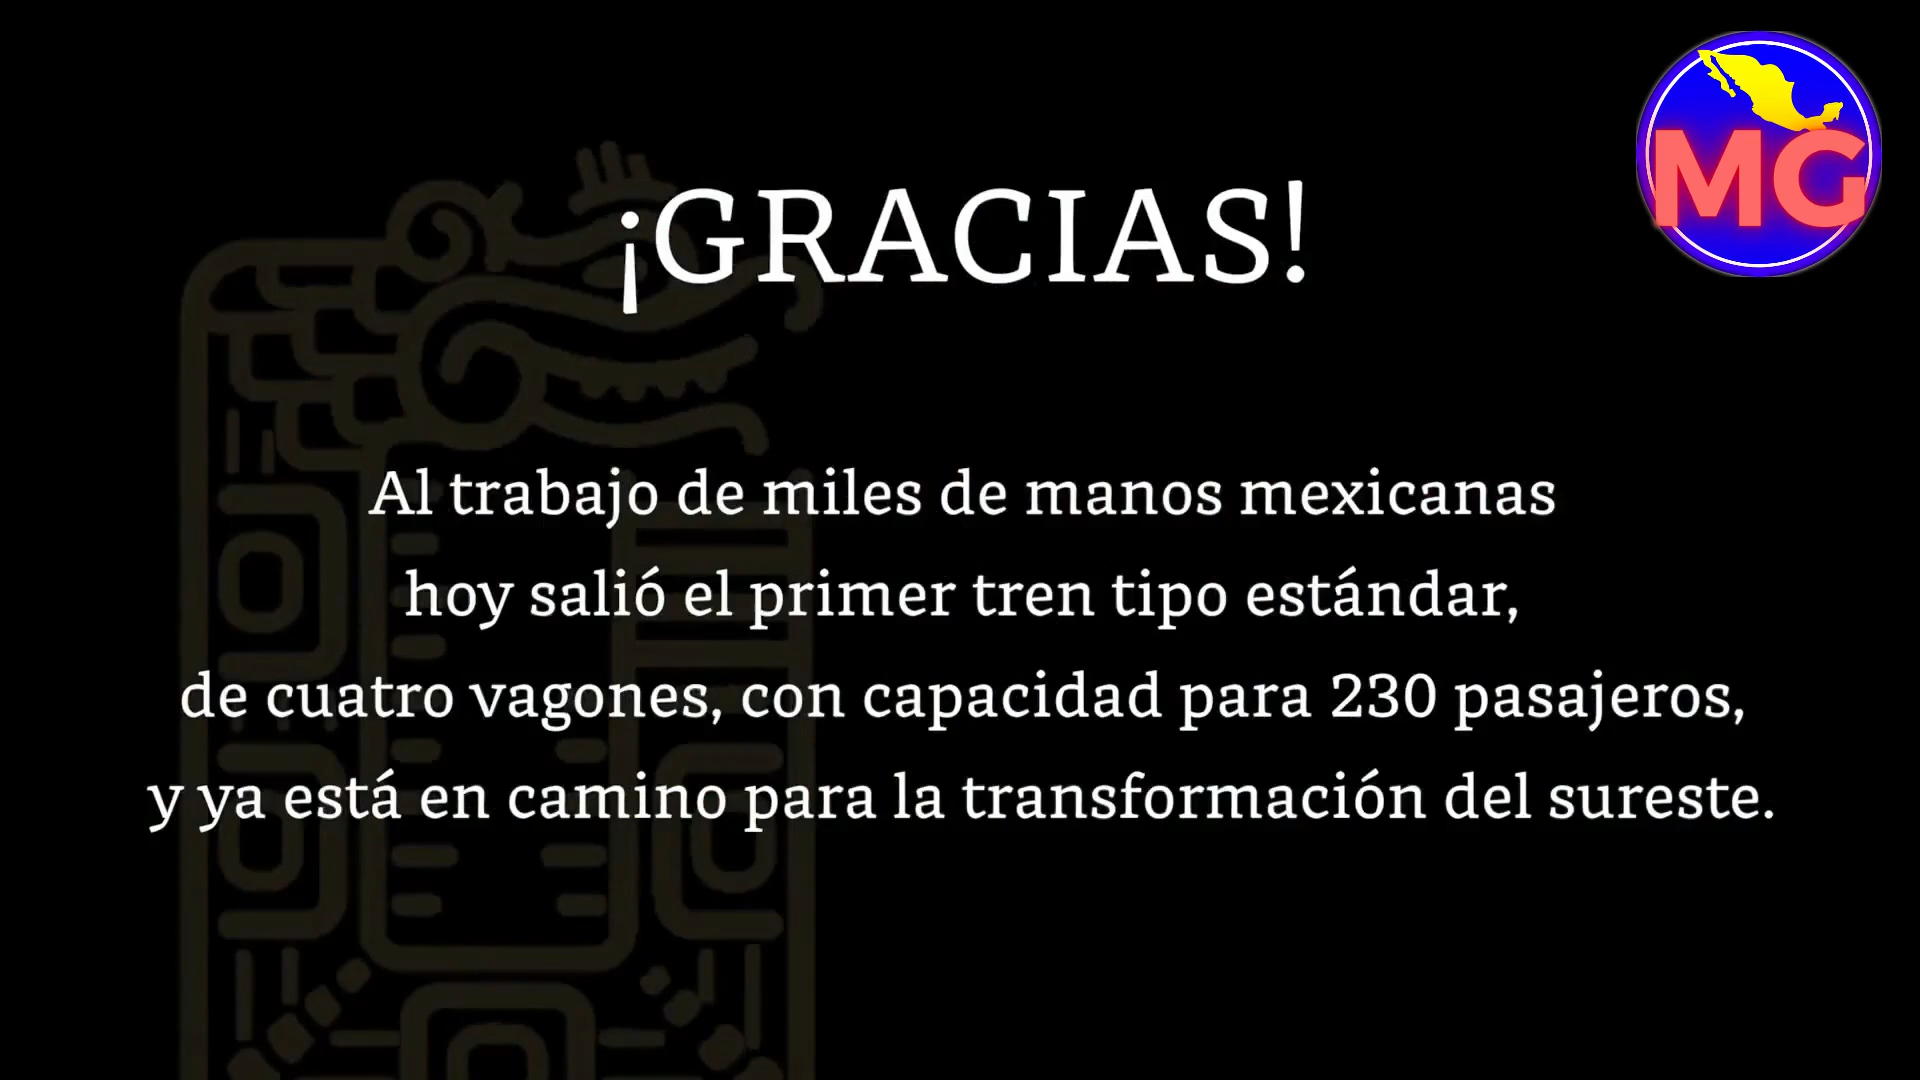 MG
¡GRACIAS!
Al trabajo de miles de manos mexicanas
hoy salió el primer tren tipo estándar,
de cuatro vagones, con capacidad para 230 pasajeros,
y ya está en camino para la transformación del sureste.